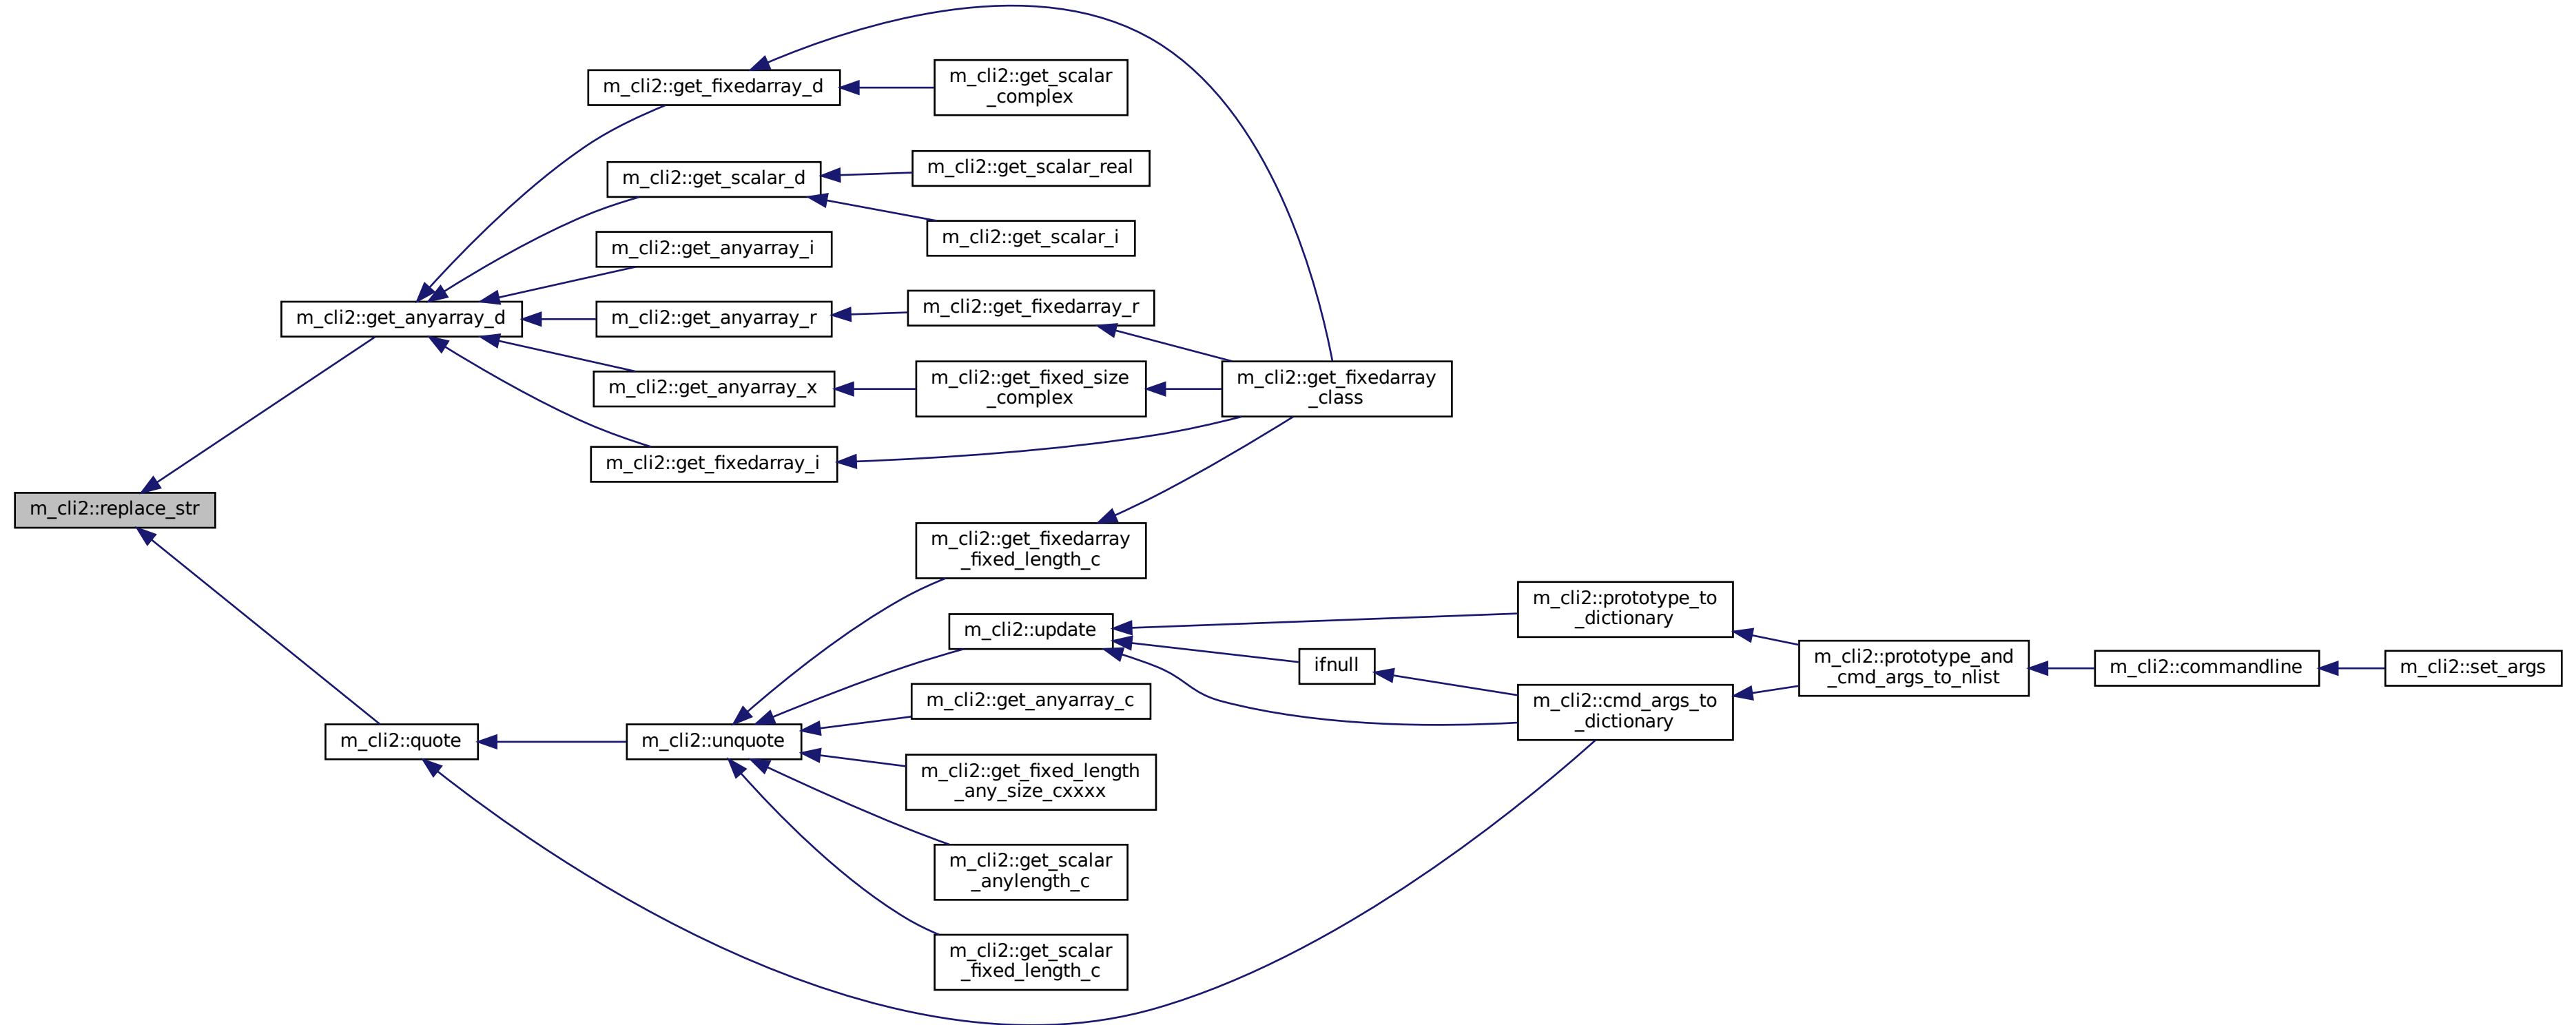 m_cli2::get_fixedarray_d
m_cli2::get_scalar
_complex
m_cli2::get_scalar_d
m_cli2::get_scalar_real
m_cli2::get_scalar_i
m_cli2::get_anyarray_i
m_cli2::get_anyarray_d
m_cli2::get_anyarray_r
m_cli2::get_fixedarray_r
m_cli2::get_anyarray_x
m_cli2::get_fixed_size
_complex
m_cli2::get_fixedarray
_class
m_cli2::get_fixedarray_i
m_cli2::replace_str
m_cli2::get_fixedarray
_fixed_length_c
m_cli2::update
m_cli2::prototype_to
_dictionary
ifnull
m_cli2::prototype_and
_cmd_args_to_nlist
m_cli2::commandline
m_cli2::set_args
m_cli2::get_anyarray_c
m_cli2::cmd_args_to
_dictionary
m_cli2::quote
m_cli2::unquote
m_cli2::get_fixed_length
_any_size_cxxxx
m_cli2::get_scalar
_anylength_c
m_cli2::get_scalar
_fixed_length_c